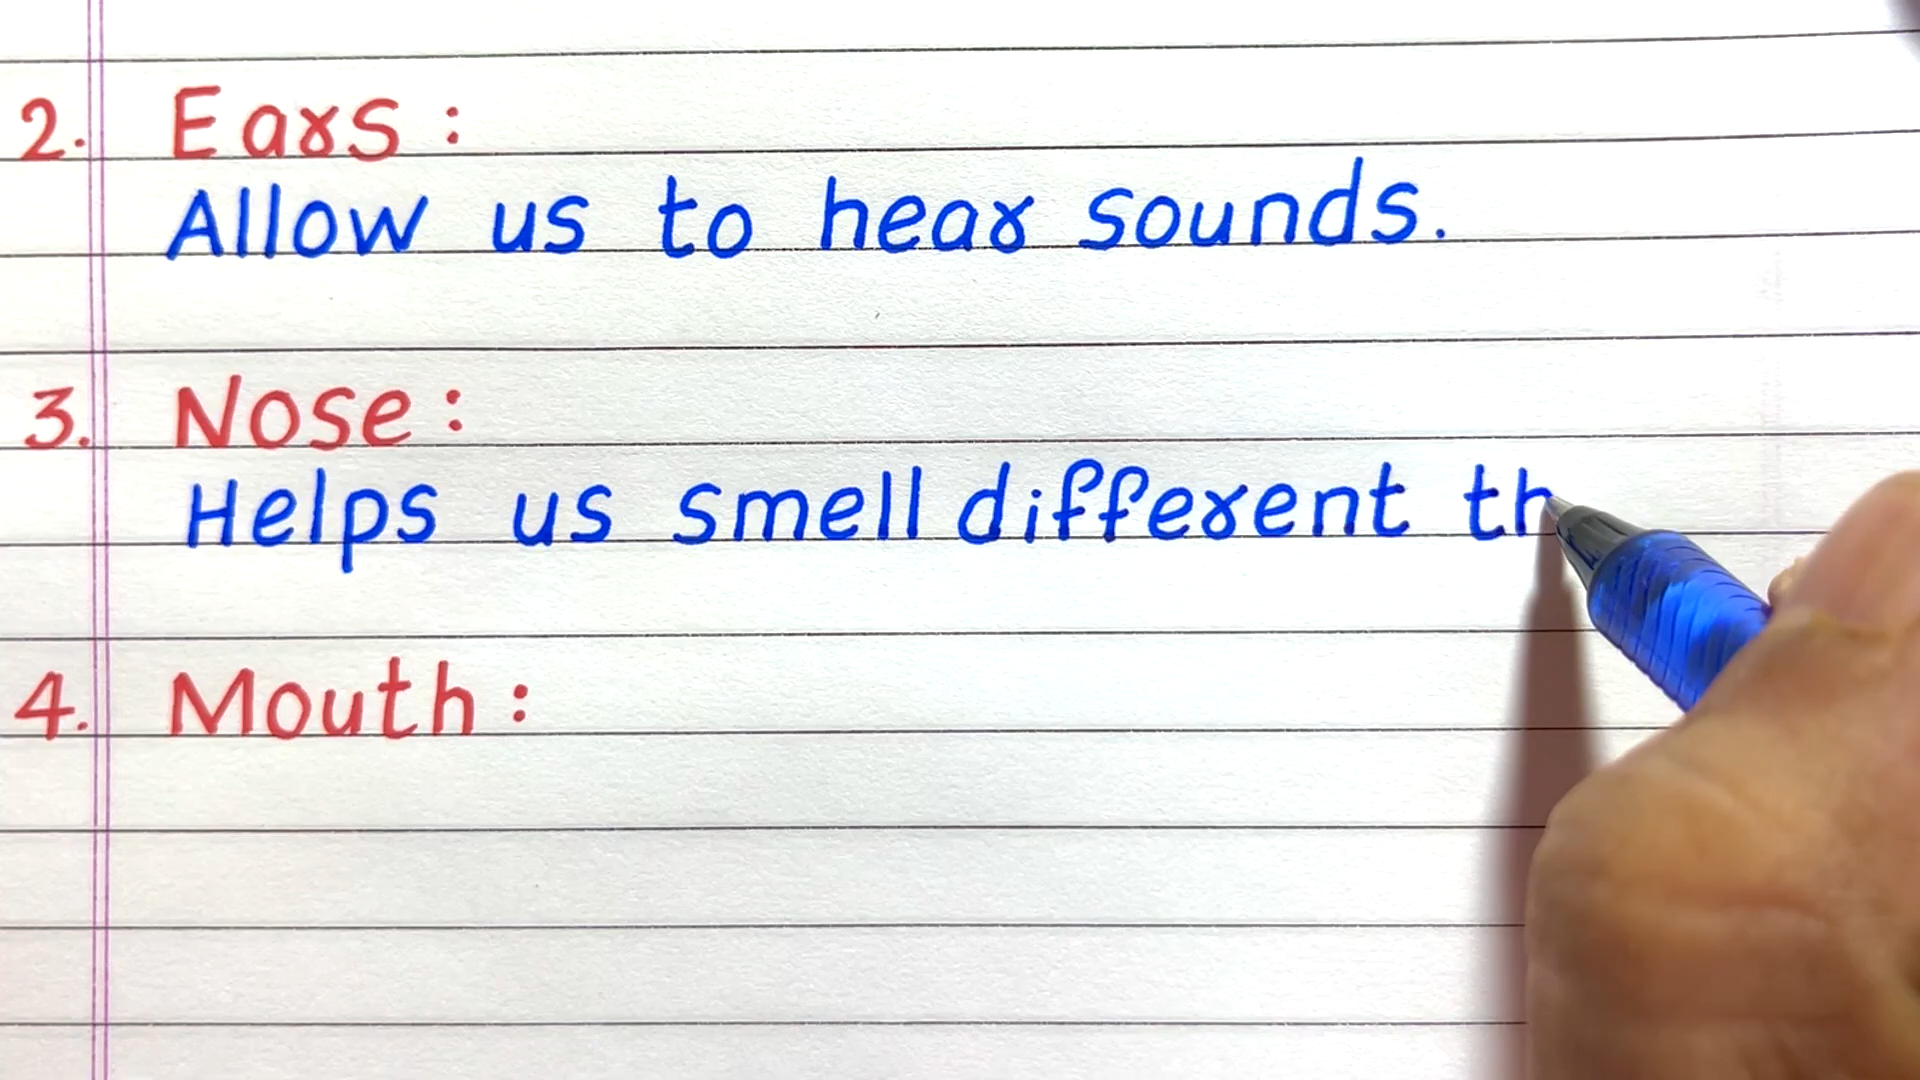 2. Ears :
Allow us to hear sounds.
3. Nose :
Helps us smell different th
4. Mouth :